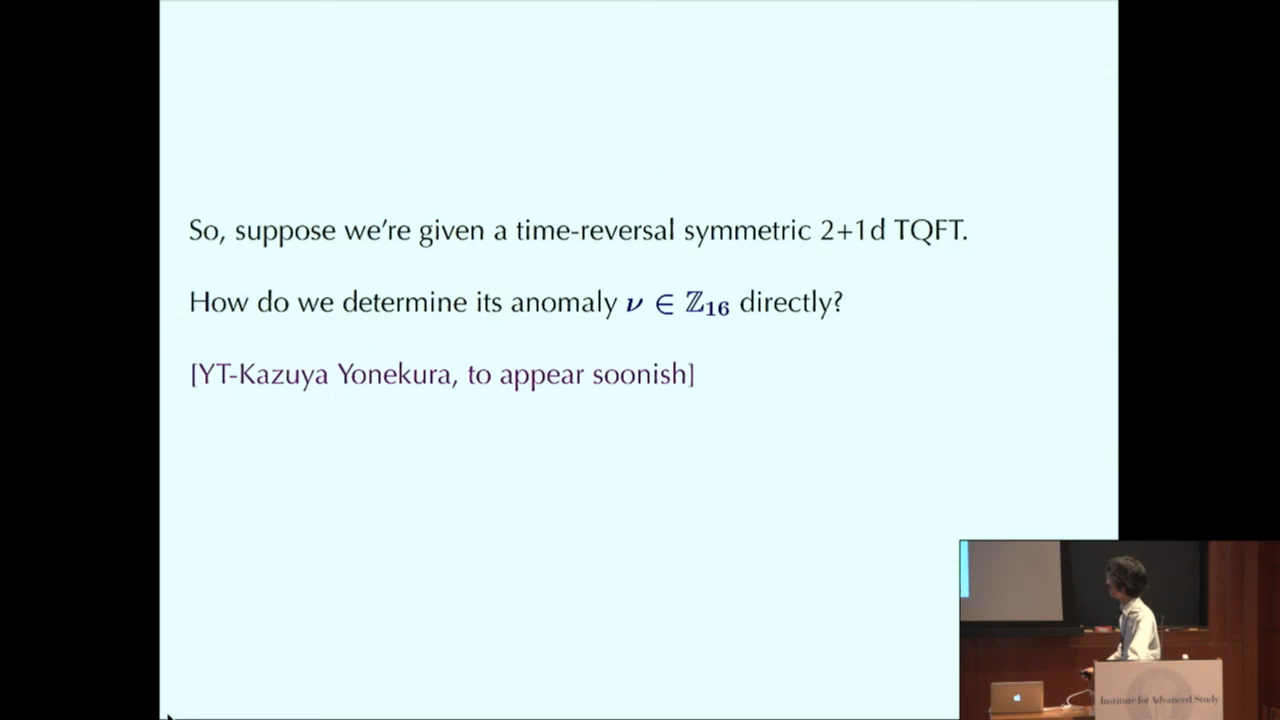 So, suppose we're given a time-reversal symmetric 2+1d TQFT.
How do we determine its anomaly ν ∈ ℤ₁₆ directly?
[YT-Kazuya Yonekura, to appear soonish]
Institute for Advanced Study